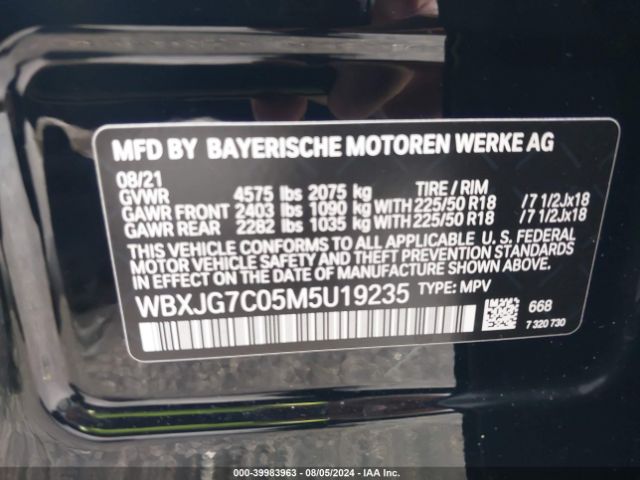 MFD BY BAYERISCHE MOTOREN WERKE AG
08/21
GVWR 4575 lbs 2075 kg TIRE / RIM
GAWR FRONT 2403 lbs 1090 kg WITH 225/50 R18 /7 1/2Jx18
GAWR REAR 2282 lbs 1035 kg WITH 225/50 R18 /7 1/2Jx18
THIS VEHICLE CONFORMS TO ALL APPLICABLE U. S. FEDERAL
MOTOR VEHICLE SAFETY, BUMPER, AND THEFT PREVENTION
STANDARDS IN EFFECT ON THE DATE OF MANUFACTURE SHOWN ABOVE.
WBXJG7C05M5U19235 TYPE: MPV
668
7 320 730
000-39983963 - 08/05/2024 - IAA Inc.